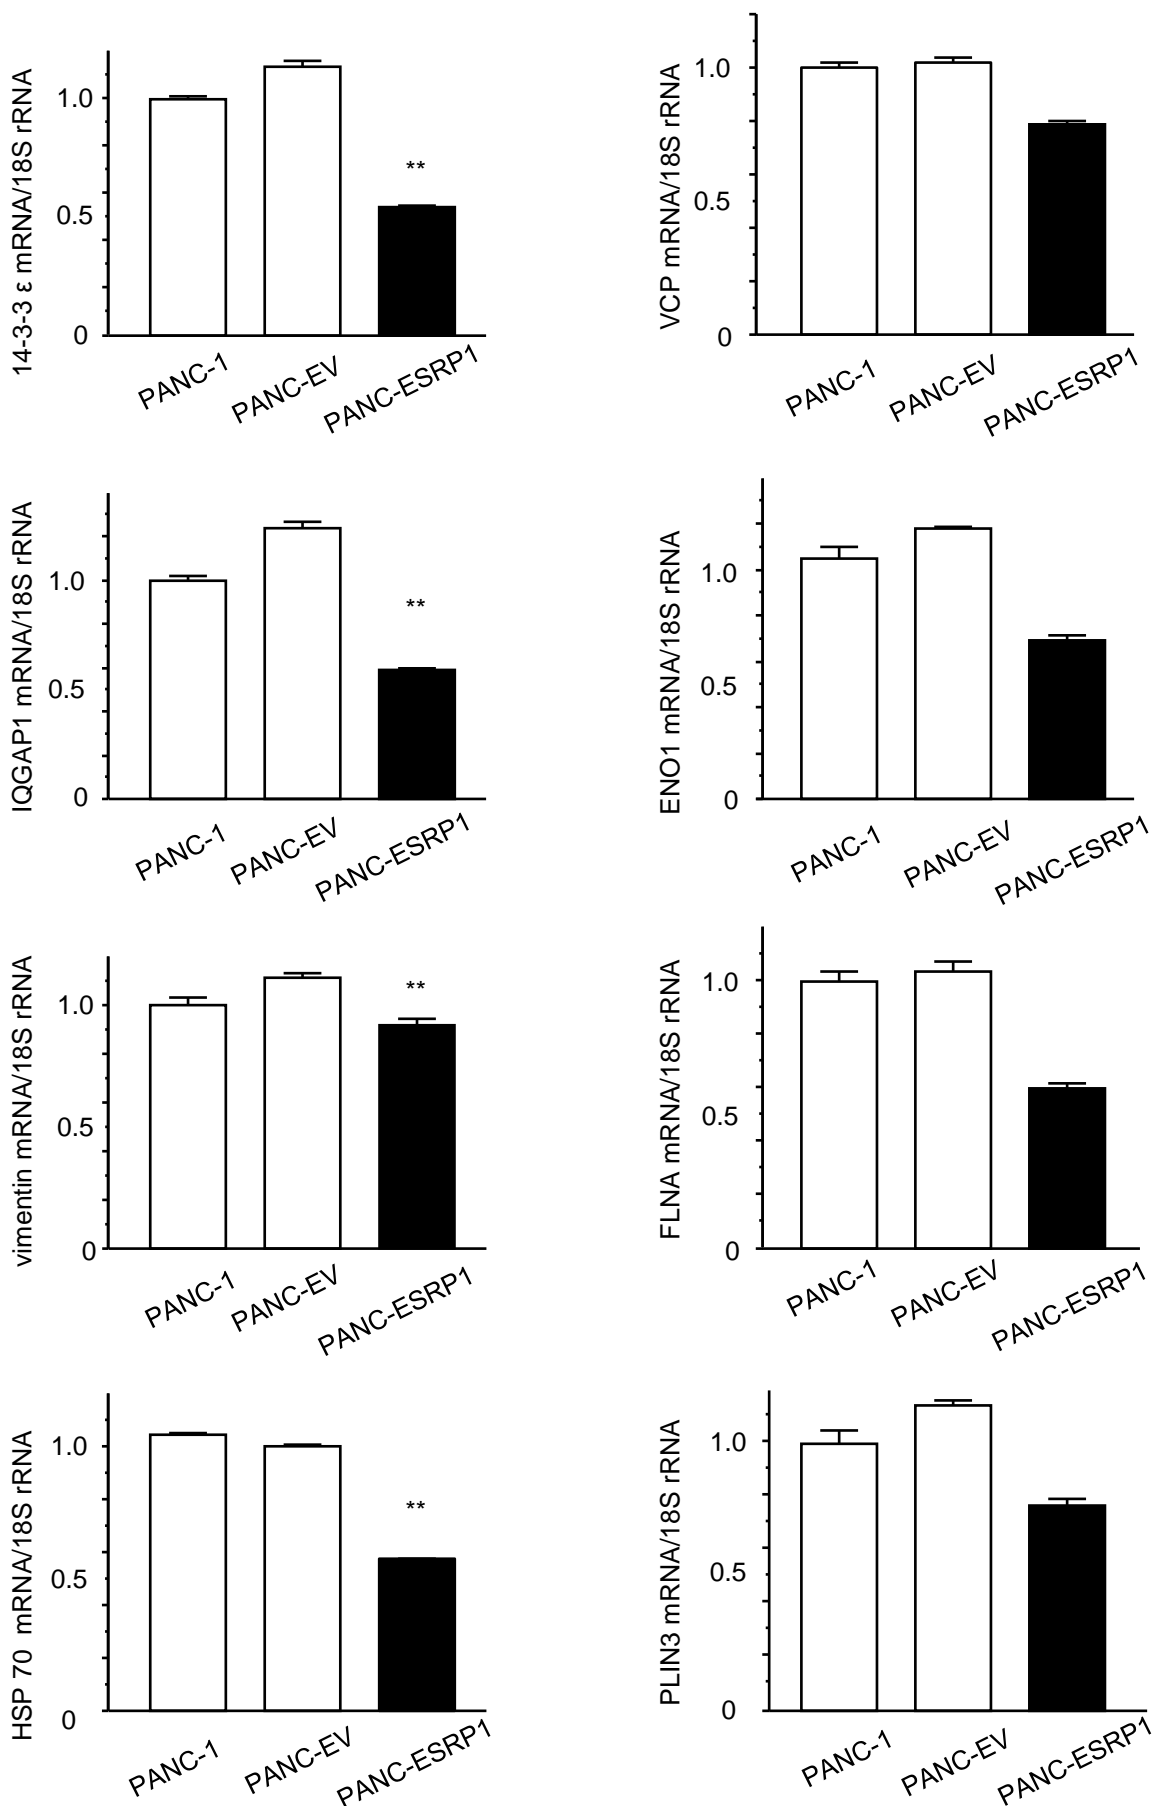 14-3-3 ε mRNA/18S rRNA
1.0
0.5
0
**
PANC-1
PANC-EV
PANC-ESRP1
VCP mRNA/18S rRNA
1.0
0.5
0
PANC-1
PANC-EV
PANC-ESRP1
IQGAP1 mRNA/18S rRNA
1.0
0.5
0
**
PANC-1
PANC-EV
PANC-ESRP1
ENO1 mRNA/18S rRNA
1.0
0.5
0
PANC-1
PANC-EV
PANC-ESRP1
vimentin mRNA/18S rRNA
1.0
0.5
0
**
PANC-1
PANC-EV
PANC-ESRP1
FLNA mRNA/18S rRNA
1.0
0.5
0
PANC-1
PANC-EV
PANC-ESRP1
HSP 70 mRNA/18S rRNA
1.0
0.5
0
**
PANC-1
PANC-EV
PANC-ESRP1
PLIN3 mRNA/18S rRNA
1.0
0.5
0
PANC-1
PANC-EV
PANC-ESRP1